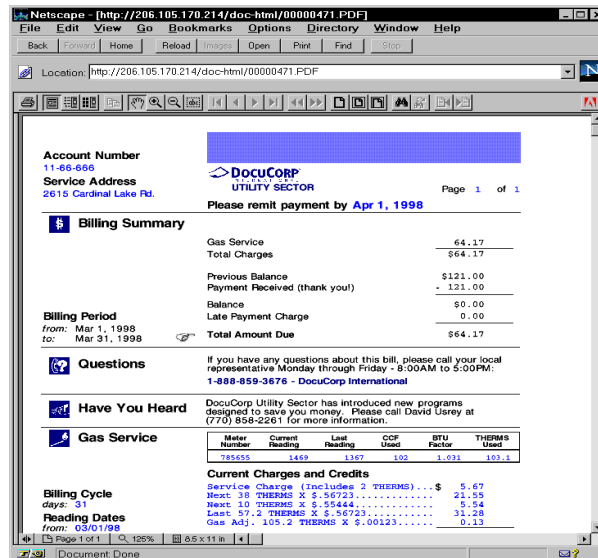 Netscape - [http://206.105.170.214/doc-html/00000471.PDF]
File Edit View Go Bookmarks Options Directory Window Help
Back Forward Home Reload Images Open Print Find Stop
Location: http://206.105.170.214/doc-html/00000471.PDF
N
Account Number
11-66-666
Service Address
2615 Cardinal Lake Rd.
DOCUCORP
UTILITY SECTOR
Page 1 of 1
Please remit payment by Apr 1, 1998
$ Billing Summary
Gas Service 64.17
Total Charges $64.17
Previous Balance $121.00
Payment Received (thank you!) - 121.00
Balance $0.00
Late Payment Charge 0.00
Billing Period
from: Mar 1, 1998
to: Mar 31, 1998
Total Amount Due $64.17
Questions
If you have any questions about this bill, please call your local
representative Monday through Friday - 8:00AM to 5:00PM:
1-888-859-3676 - DocuCorp International
Have You Heard
DocuCorp Utility Sector has introduced new programs
designed to save you money. Please call David Usrey at
(770) 858-2261 for more information.
Gas Service
Meter Number Current Reading Last Reading CCF Used BTU Factor THERMS Used
785655 1469 1367 102 1.031 103.1
Current Charges and Credits
Service Charge (Includes 2 THERMS)...$ 5.67
Next 38 THERMS X $.56723............. 21.55
Next 10 THERMS X $.55444............. 5.54
Last 57.2 THERMS X $.56723........... 31.28
Gas Adj. 105.2 THERMS X $.00123...... 0.13
Billing Cycle
days: 31
Reading Dates
from: 03/01/98
Page 1 of 1 125% 8.5 x 11 in
Document: Done